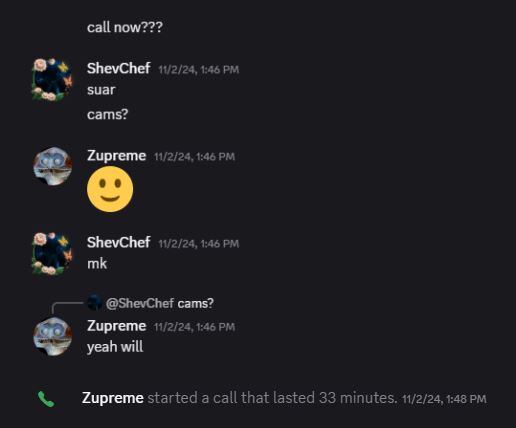 call now???
ShevChef 11/2/24, 1:46 PM
suar
cams?
Zupreme 11/2/24, 1:46 PM
ShevChef 11/2/24, 1:46 PM
mk
@ShevChef cams?
Zupreme 11/2/24, 1:46 PM
yeah will
Zupreme started a call that lasted 33 minutes. 11/2/24, 1:48 PM